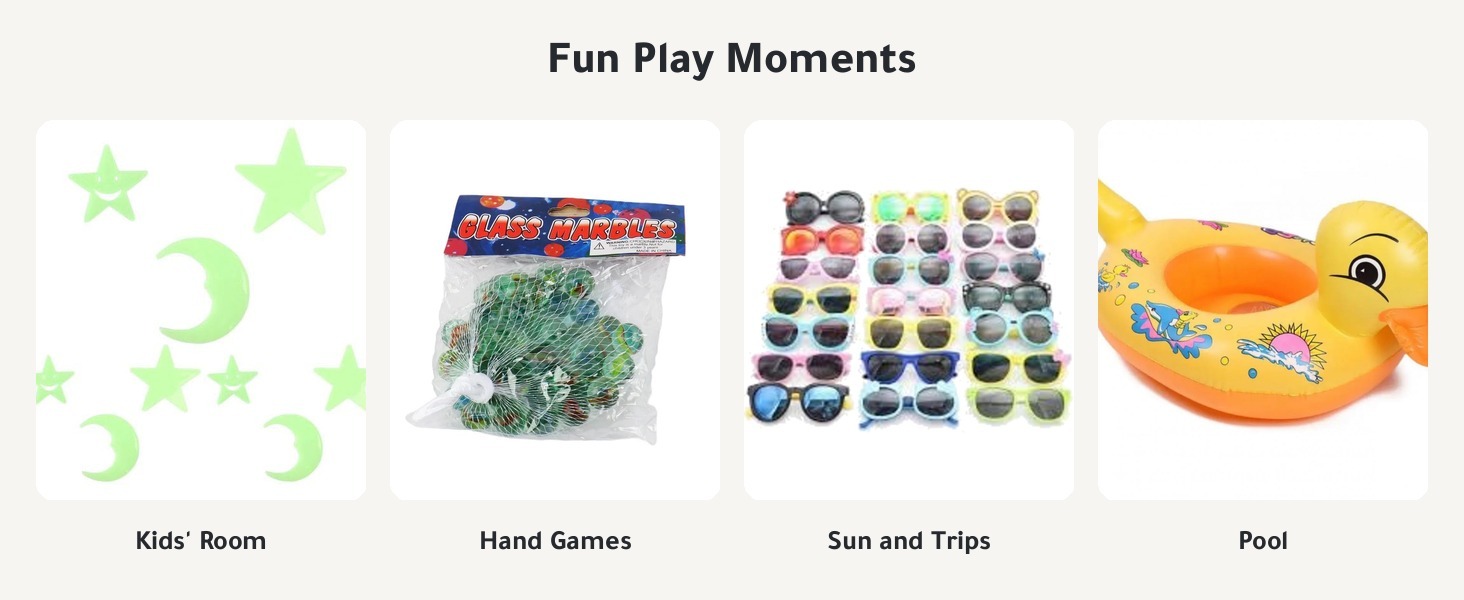 Fun Play Moments
GLASS MARBLES
Kids' Room
Hand Games
Sun and Trips
Pool